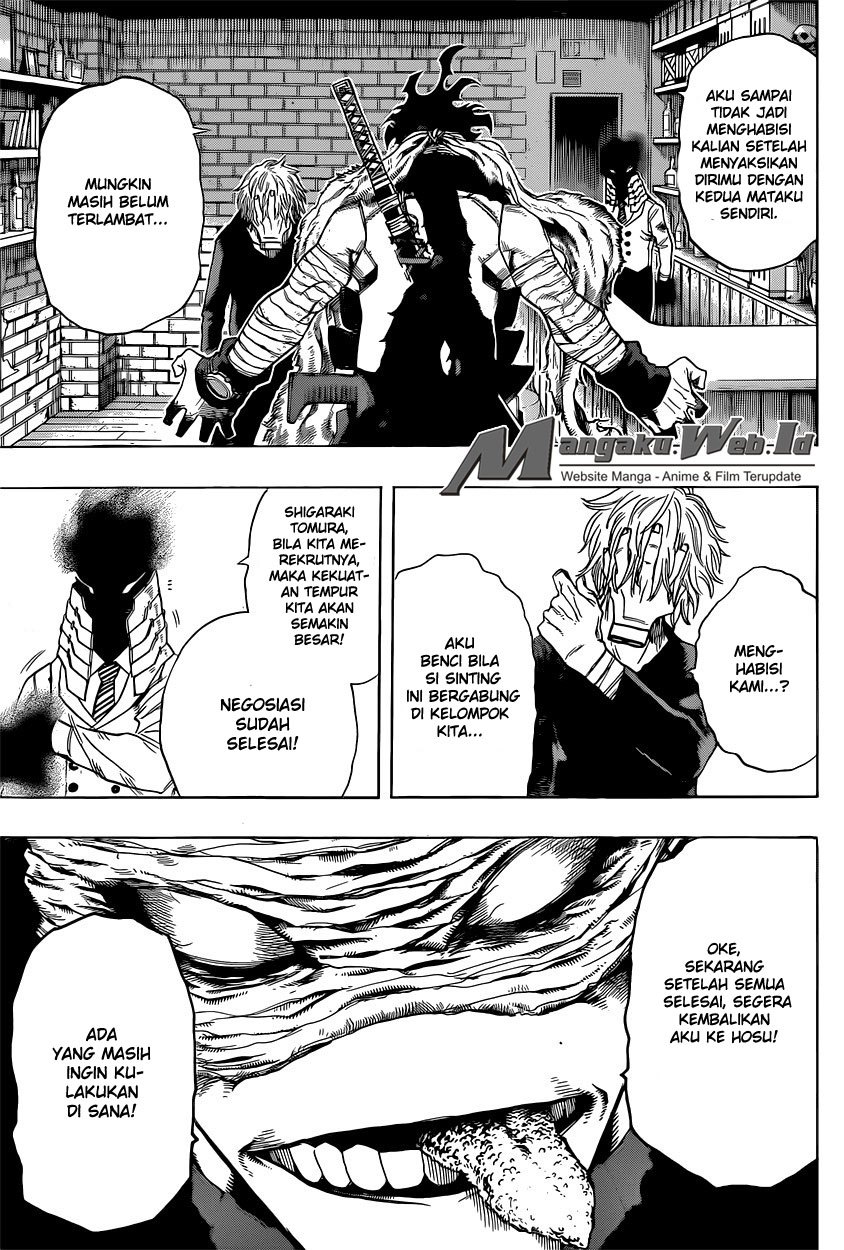 AKU SAMPAI
TIDAK JADI
MENGHABISI
KALIAN SETELAH
MENYAKSIKAN
DIRIMU DENGAN
KEDUA MATAKU
SENDIRI.
MUNGKIN
MASIH BELUM
TERLAMBAT...
Mangaku.Web.Id
Website Manga - Anime & Film Terupdate
MENG-
HABISI
KAMI...?
AKU
BENCI BILA
SI SINTING
INI BERGABUNG
DI KELOMPOK
KITA...
SHIGARAKI
TOMURA,
BILA KITA ME-
REKRUTNYA,
MAKA KEKUAT-
AN TEMPUR
KITA AKAN
SEMAKIN
BESAR!
NEGOSIASI
SUDAH
SELESAI!
OKE,
SEKARANG
SETELAH SEMUA
SELESAI, SEGERA
KEMBALIKAN
AKU KE HOSU!
ADA
YANG MASIH
INGIN KU-
LAKUKAN
DI SANA!